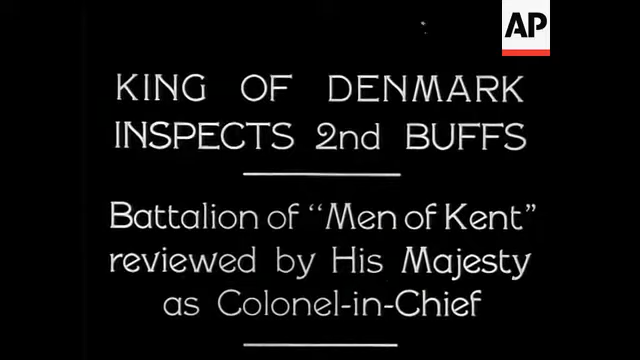 AP
KING OF DENMARK
INSPECTS 2nd BUFFS
Battalion of “Men of Kent”
reviewed by His Majesty
as Colonel-in-Chief